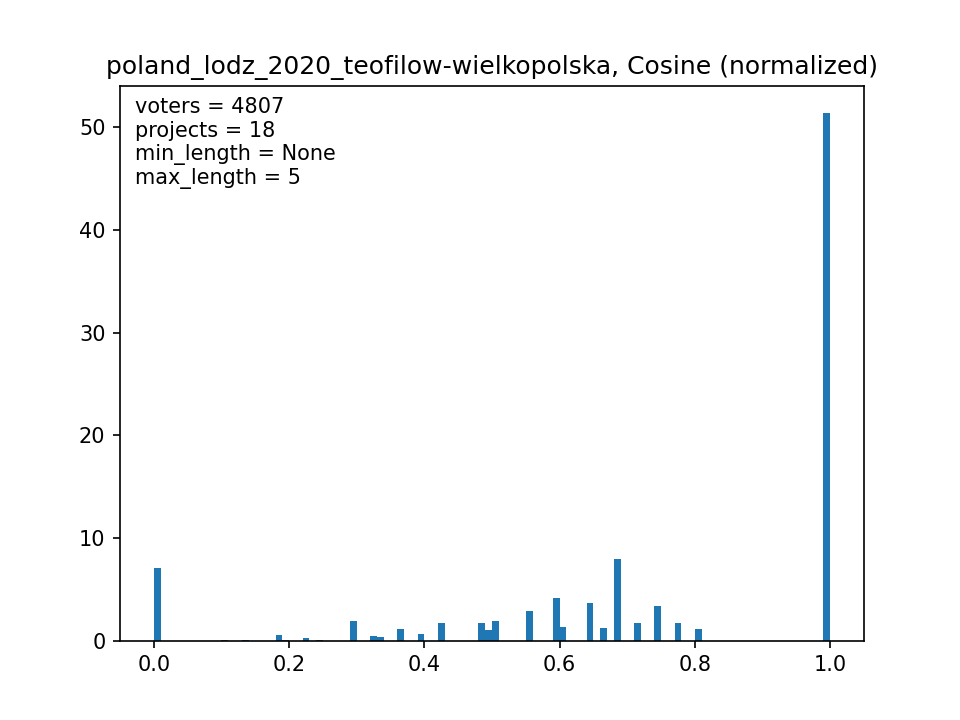 poland_lodz_2020_teofilow-wielkopolska, Cosine (normalized)
voters = 4807
projects = 18
min_length = None
max_length = 5
50
40
30
20
10
0
0.0 0.2 0.4 0.6 0.8 1.0